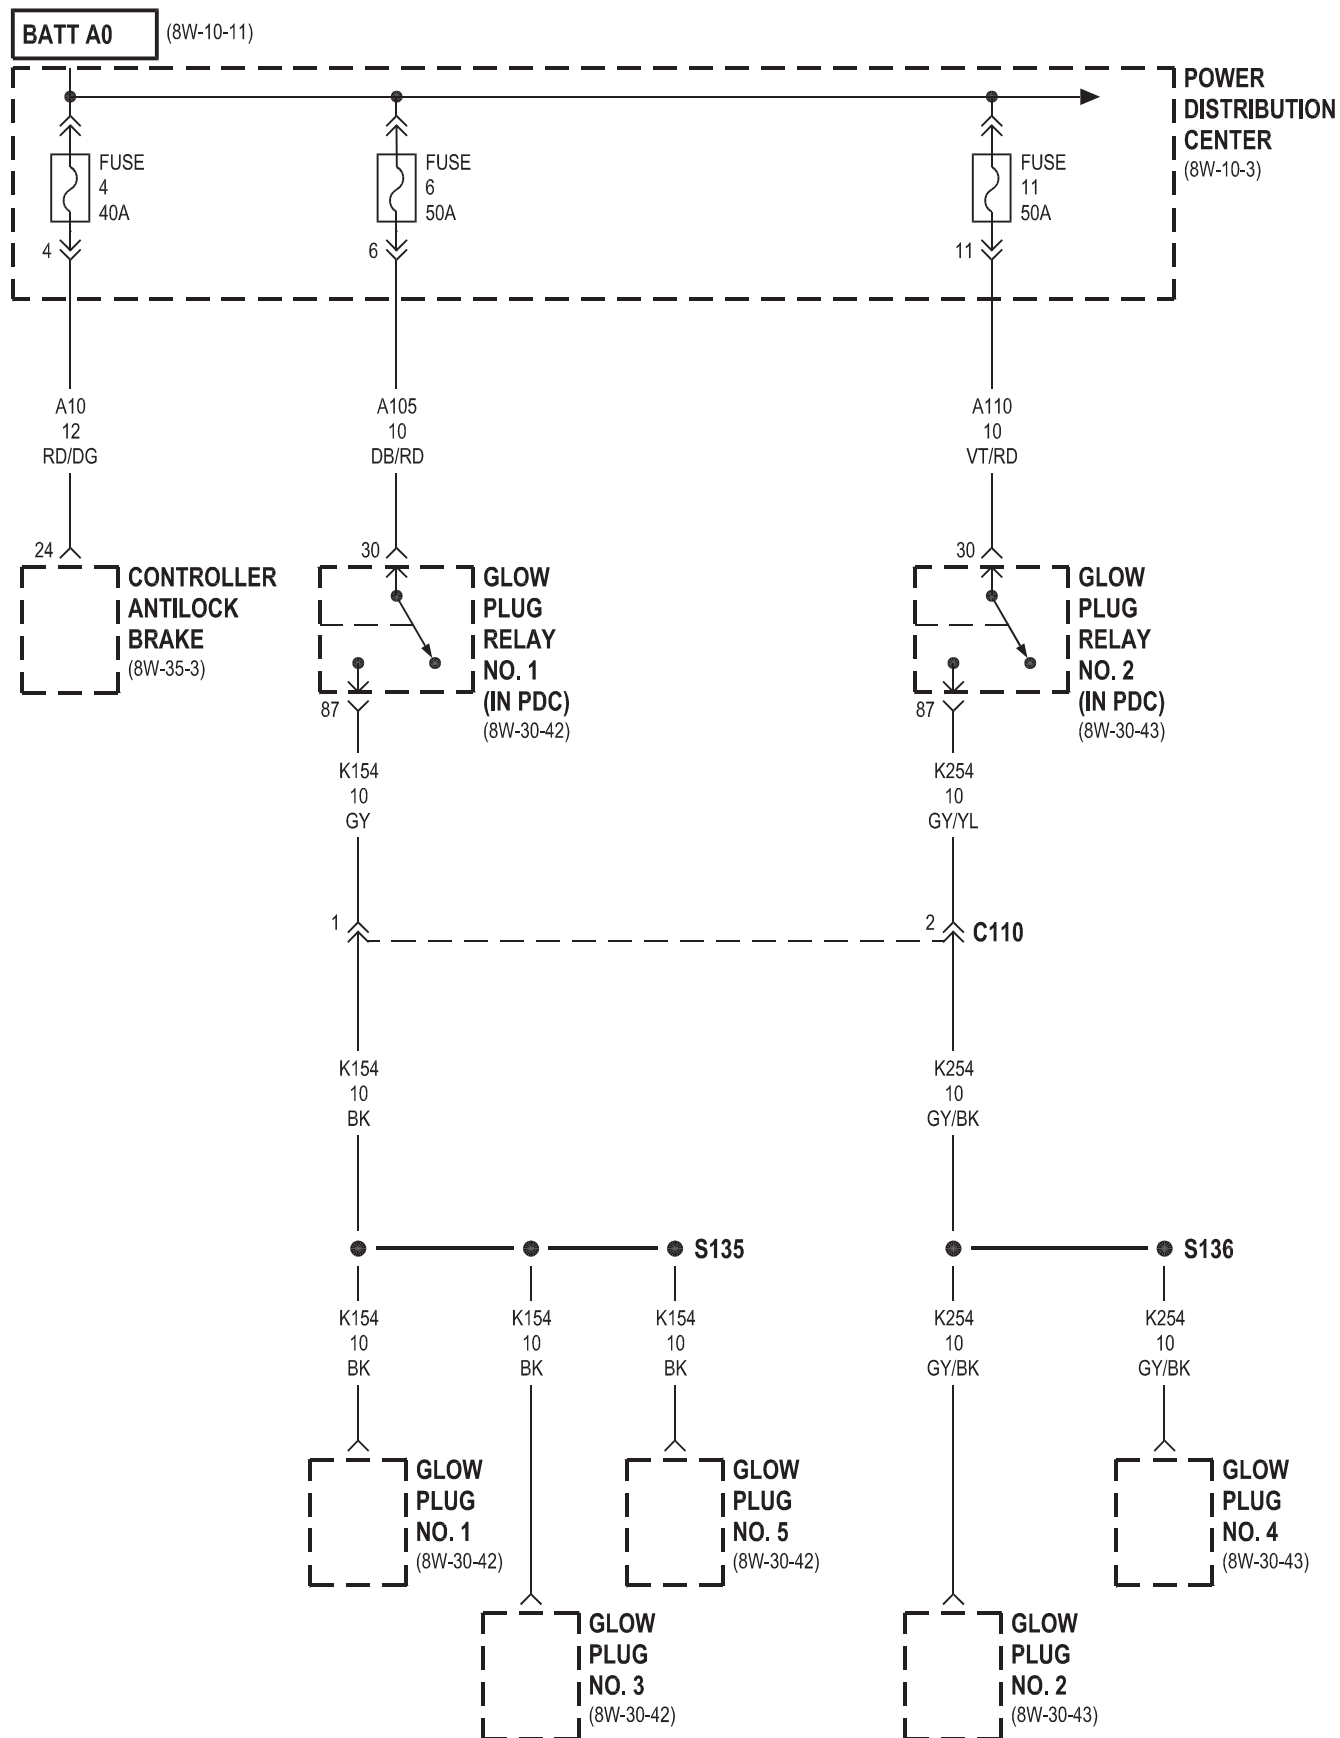 BATT A0
(8W-10-11)
POWER
DISTRIBUTION
CENTER
(8W-10-3)
FUSE
4
40A
4
FUSE
6
50A
6
FUSE
11
50A
11
A10
12
RD/DG
A105
10
DB/RD
A110
10
VT/RD
24
CONTROLLER
ANTILOCK
BRAKE
(8W-35-3)
30
GLOW
PLUG
RELAY
NO. 1
(IN PDC)
(8W-30-42)
87
30
GLOW
PLUG
RELAY
NO. 2
(IN PDC)
(8W-30-43)
87
K154
10
GY
K254
10
GY/YL
1
2
C110
K154
10
BK
K254
10
GY/BK
S135
S136
K154
10
BK
K154
10
BK
K154
10
BK
K254
10
GY/BK
K254
10
GY/BK
GLOW
PLUG
NO. 1
(8W-30-42)
GLOW
PLUG
NO. 5
(8W-30-42)
GLOW
PLUG
NO. 4
(8W-30-43)
GLOW
PLUG
NO. 3
(8W-30-42)
GLOW
PLUG
NO. 2
(8W-30-43)